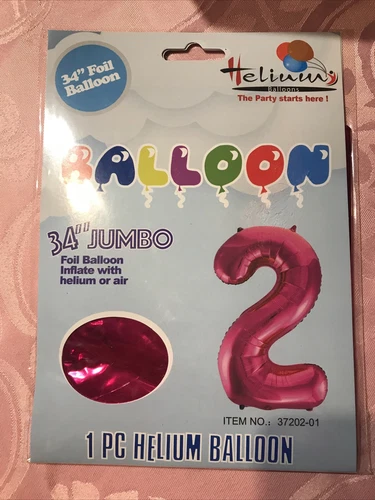 34" Foil
Balloon
Helium
Balloons
The Party starts here !
BALLOON
34" JUMBO
Foil Balloon
Inflate with
helium or air
2
ITEM NO.: 37202-01
1 PC HELIUM BALLOON